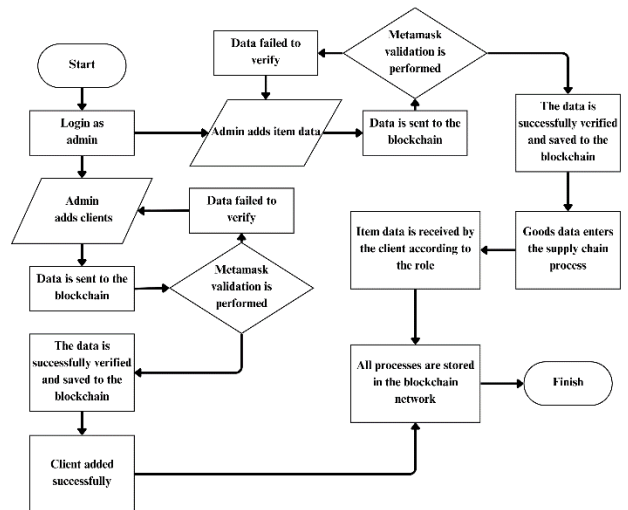 Start
Login as
admin
Admin
adds clients
Data is sent to the
blockchain
Metamask
validation is
performed
Data failed to
verify
The data is
successfully verified
and saved to the
blockchain
Client added
successfully
Admin adds item data
Data is sent to the
blockchain
Metamask
validation is
performed
Data failed to
verify
The data is
successfully verified
and saved to the
blockchain
Goods data enters
the supply chain
process
Item data is received by
the client according to
the role
All processes are stored
in the blockchain
network
Finish